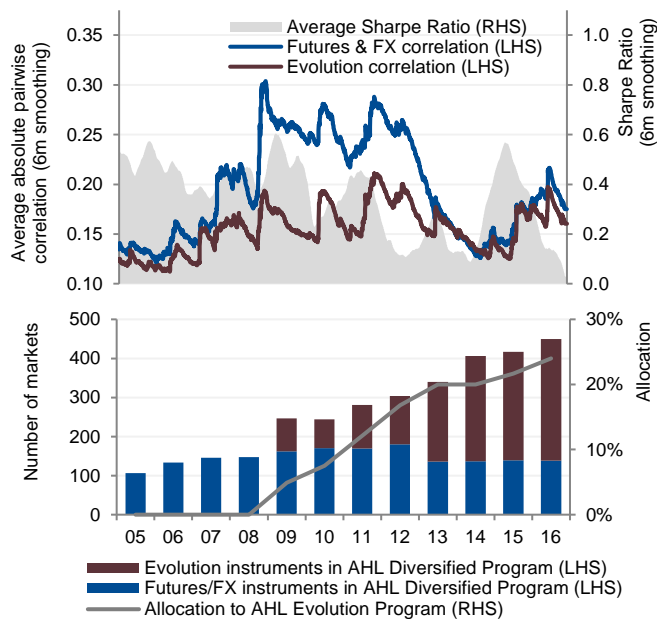 Average Sharpe Ratio (RHS)
Futures & FX correlation (LHS)
Evolution correlation (LHS)
Average absolute pairwise
correlation (6m smoothing)
0.35
0.30
0.25
0.20
0.15
0.10
1.0
0.8
0.6
0.4
0.2
0.0
Sharpe Ratio
(6m smoothing)
Number of markets
500
400
300
200
100
0
30%
20%
10%
0%
Allocation
05 06 07 08 09 10 11 12 13 14 15 16
Evolution instruments in AHL Diversified Program (LHS)
Futures/FX instruments in AHL Diversified Program (LHS)
Allocation to AHL Evolution Program (RHS)